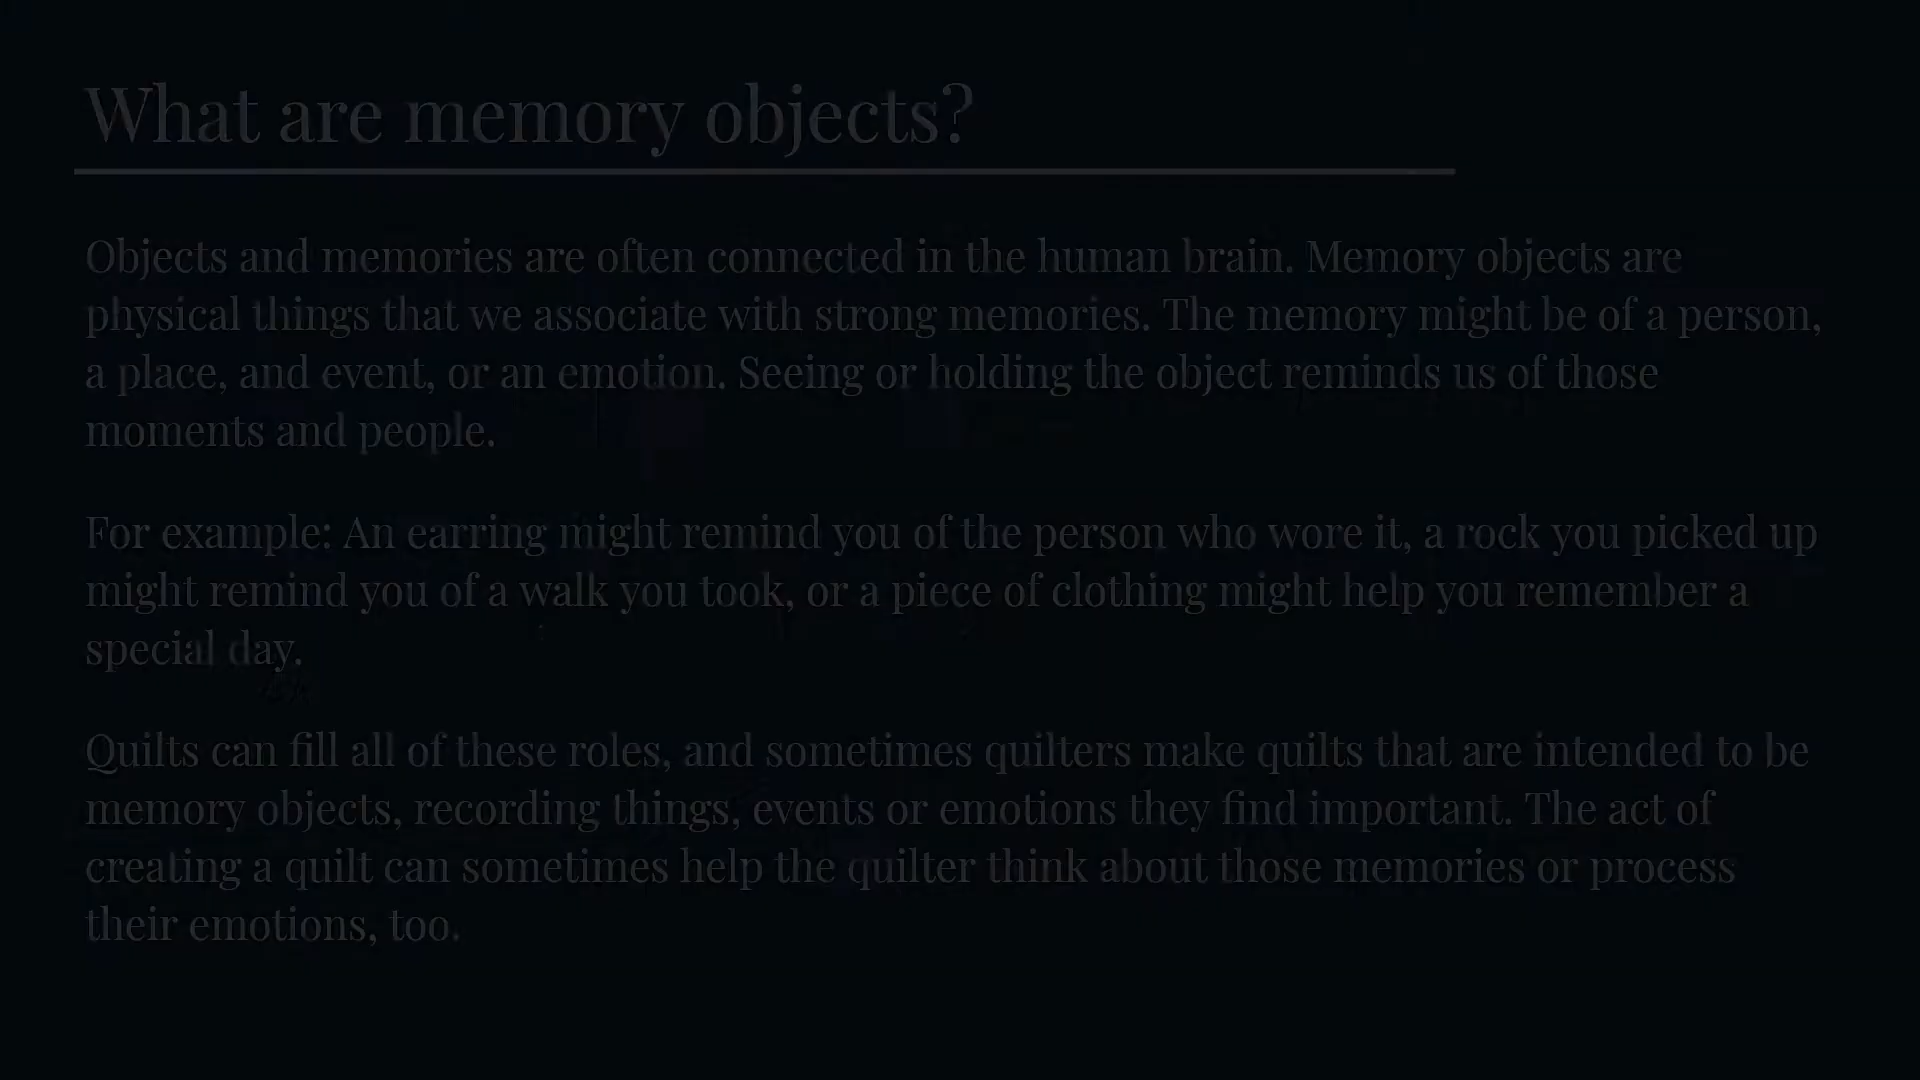 What are memory objects?
Objects and memories are often connected in the human brain. Memory objects are
physical things that we associate with strong memories. The memory might be of a person,
a place, and event, or an emotion. Seeing or holding the object reminds us of those
moments and people.
For example: An earring might remind you of the person who wore it, a rock you picked up
might remind you of a walk you took, or a piece of clothing might help you remember a
special day.
Quilts can fill all of these roles, and sometimes quilters make quilts that are intended to be
memory objects, recording things, events or emotions they find important. The act of
creating a quilt can sometimes help the quilter think about those memories or process
their emotions, too.